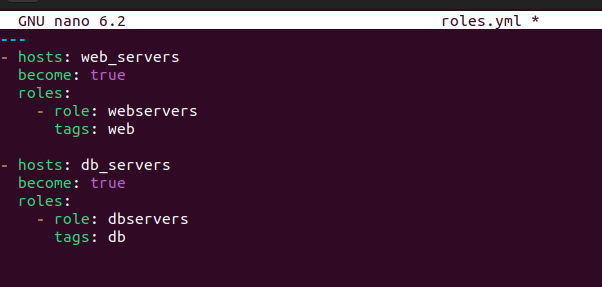 GNU nano 6.2 roles.yml *
---
- hosts: web_servers
  become: true
  roles:
    - role: webservers
      tags: web

- hosts: db_servers
  become: true
  roles:
    - role: dbservers
      tags: db